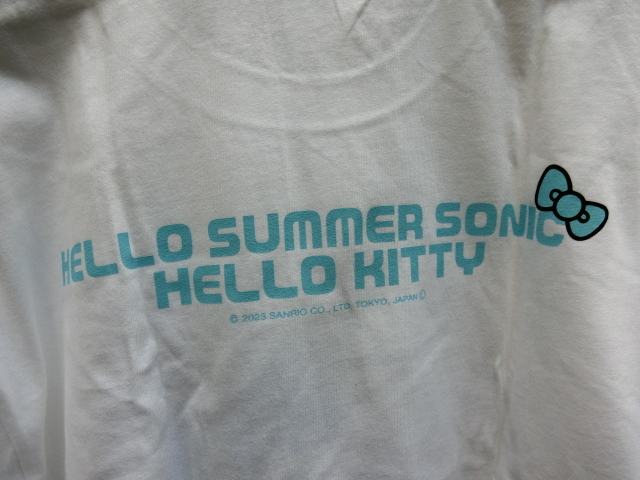 HELLO SUMMER SONIC
HELLO KITTY
© 2023 SANRIO CO., LTD. TOKYO, JAPAN Ⓛ